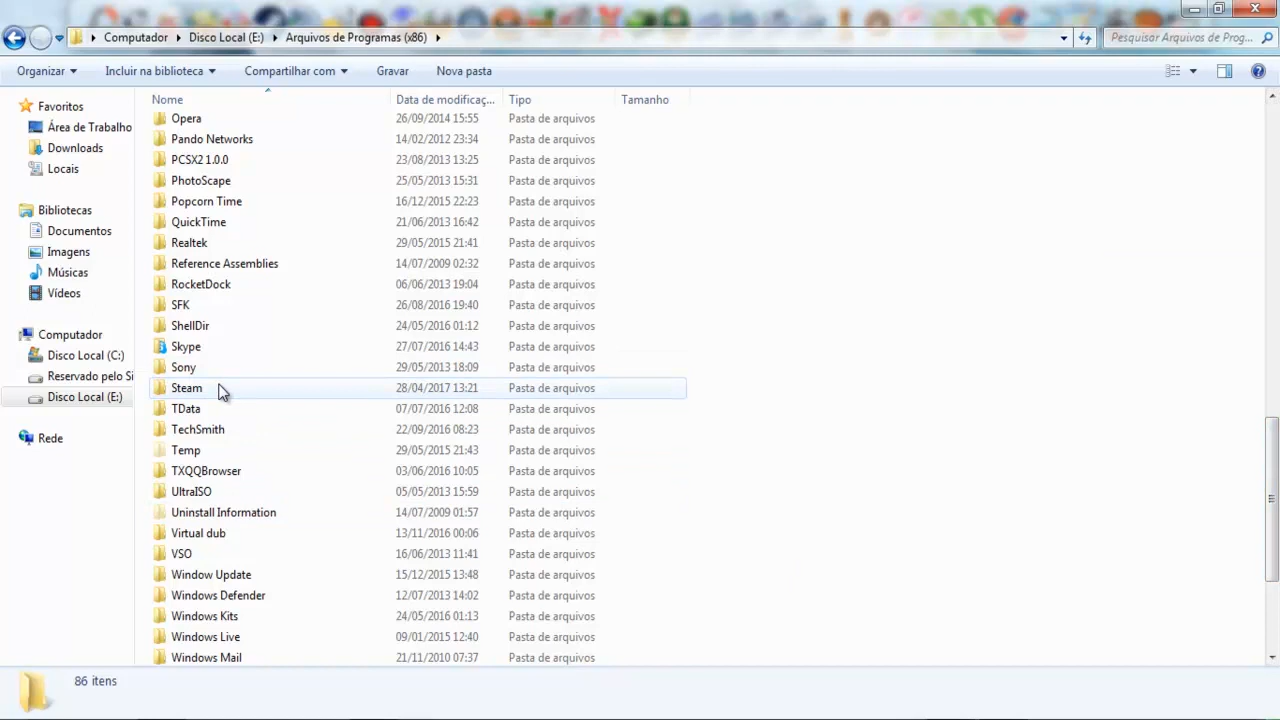 Computador Disco Local (E:) Arquivos de Programas (x86) Pesquisar Arquivos de Prog...
Organizar Incluir na biblioteca Compartilhar com Gravar Nova pasta
Favoritos
Área de Trabalho
Downloads
Locais
Bibliotecas
Documentos
Imagens
Músicas
Vídeos
Computador
Disco Local (C:)
Reservado pelo Si
Disco Local (E:)
Rede
Nome Data de modificaç... Tipo Tamanho
Opera 26/09/2014 15:55 Pasta de arquivos
Pando Networks 14/02/2012 23:34 Pasta de arquivos
PCSX2 1.0.0 23/08/2013 13:25 Pasta de arquivos
PhotoScape 25/05/2013 15:31 Pasta de arquivos
Popcorn Time 16/12/2015 22:23 Pasta de arquivos
QuickTime 21/06/2013 16:42 Pasta de arquivos
Realtek 29/05/2015 21:41 Pasta de arquivos
Reference Assemblies 14/07/2009 02:32 Pasta de arquivos
RocketDock 06/06/2013 19:04 Pasta de arquivos
SFK 26/08/2016 19:40 Pasta de arquivos
ShellDir 24/05/2016 01:12 Pasta de arquivos
Skype 27/07/2016 14:43 Pasta de arquivos
Sony 29/05/2013 18:09 Pasta de arquivos
Steam 28/04/2017 13:21 Pasta de arquivos
TData 07/07/2016 12:08 Pasta de arquivos
TechSmith 22/09/2016 08:23 Pasta de arquivos
Temp 29/05/2015 21:43 Pasta de arquivos
TXQQBrowser 03/06/2016 10:05 Pasta de arquivos
UltraISO 05/05/2013 15:59 Pasta de arquivos
Uninstall Information 14/07/2009 01:57 Pasta de arquivos
Virtual dub 13/11/2016 00:06 Pasta de arquivos
VSO 16/06/2013 11:41 Pasta de arquivos
Window Update 15/12/2015 13:48 Pasta de arquivos
Windows Defender 12/07/2013 14:02 Pasta de arquivos
Windows Kits 24/05/2016 01:13 Pasta de arquivos
Windows Live 09/01/2015 12:40 Pasta de arquivos
Windows Mail 21/11/2010 07:37 Pasta de arquivos
86 itens